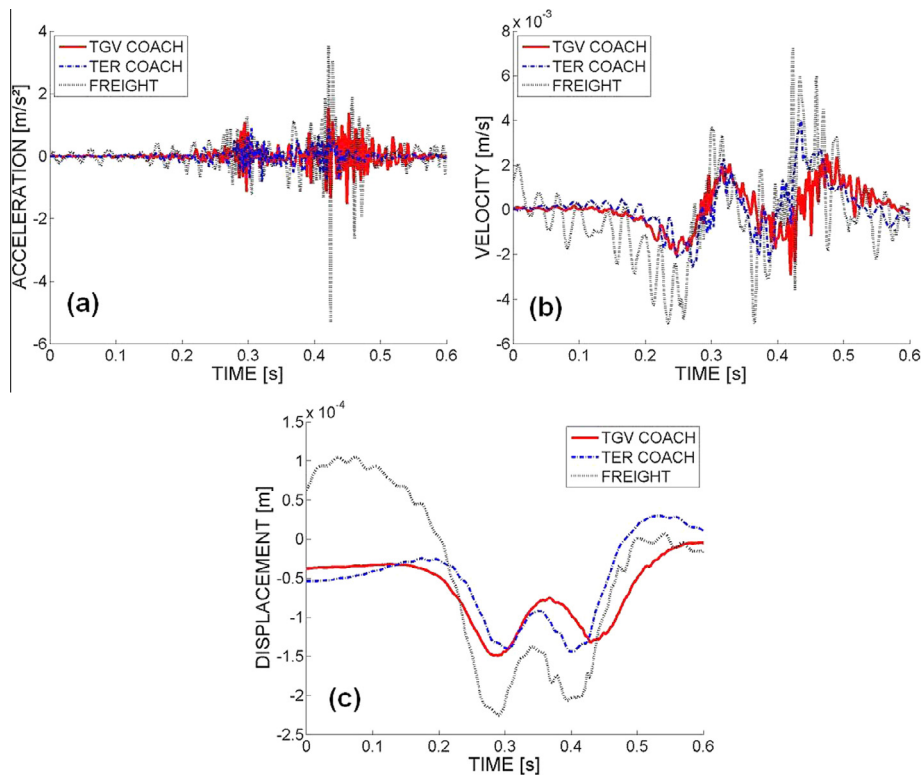 4
2
0
-2
-4
-6
0 0.1 0.2 0.3 0.4 0.5 0.6
ACCELERATION [m/s²]
TIME [s]
TGV COACH
TER COACH
FREIGHT
(a)
8 x 10-3
6
4
2
0
-2
-4
-6
0 0.1 0.2 0.3 0.4 0.5 0.6
VELOCITY [m/s]
TIME [s]
TGV COACH
TER COACH
FREIGHT
(b)
1.5 x 10-4
1
0.5
0
-0.5
-1
-1.5
-2
-2.5
0 0.1 0.2 0.3 0.4 0.5 0.6
DISPLACEMENT [m]
TIME [s]
TGV COACH
TER COACH
FREIGHT
(c)